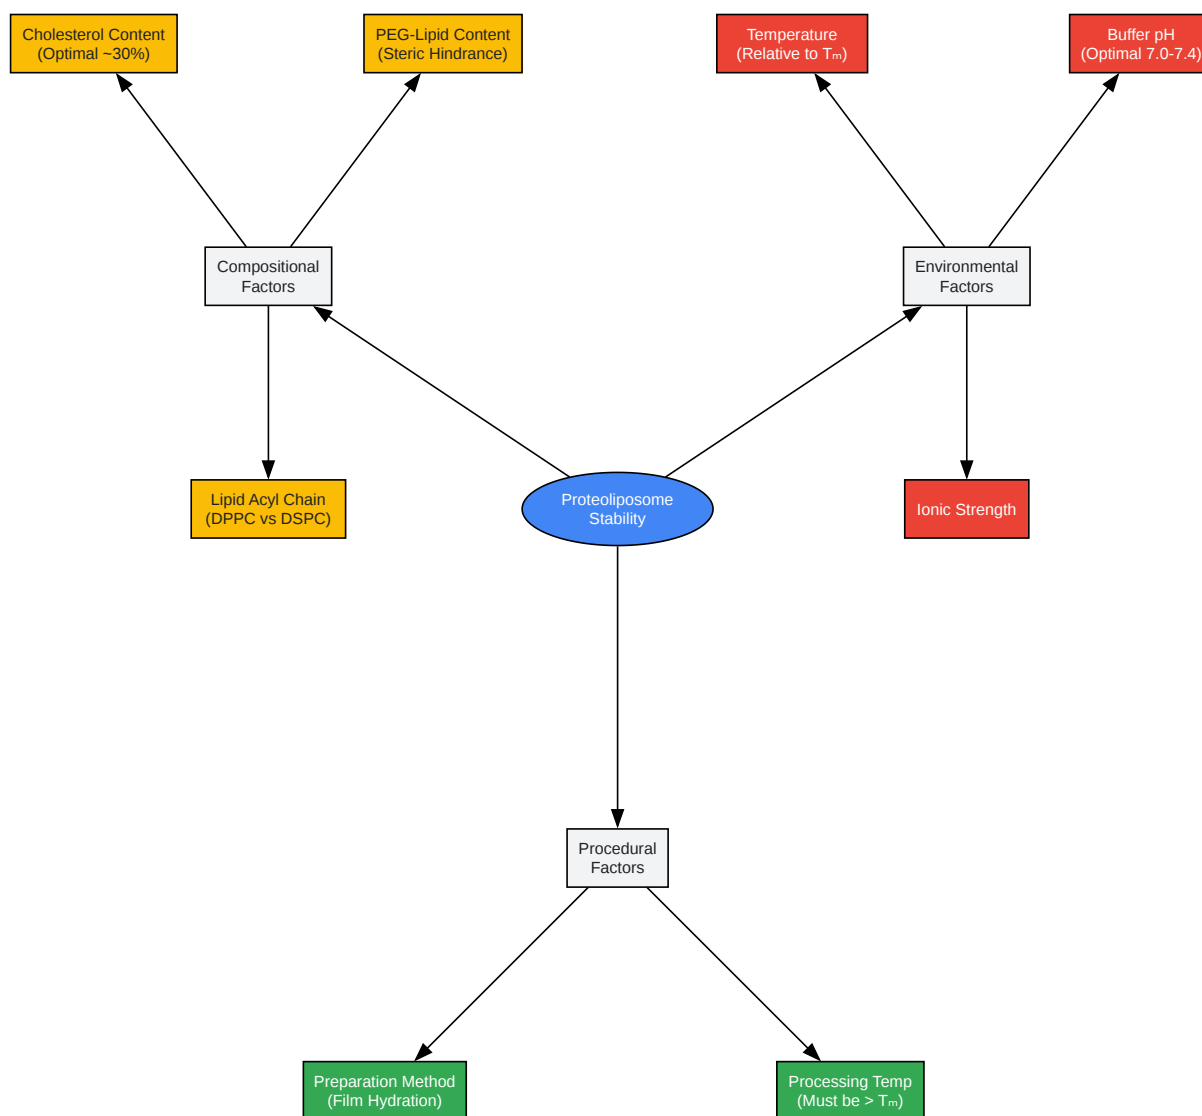 Cholesterol Content
(Optimal ~30%)
PEG-Lipid Content
(Steric Hindrance)
Temperature
(Relative to Tₘ)
Buffer pH
(Optimal 7.0-7.4)
Compositional
Factors
Environmental
Factors
Lipid Acyl Chain
(DPPC vs DSPC)
Proteoliposome
Stability
Ionic Strength
Procedural
Factors
Preparation Method
(Film Hydration)
Processing Temp
(Must be > Tₘ)